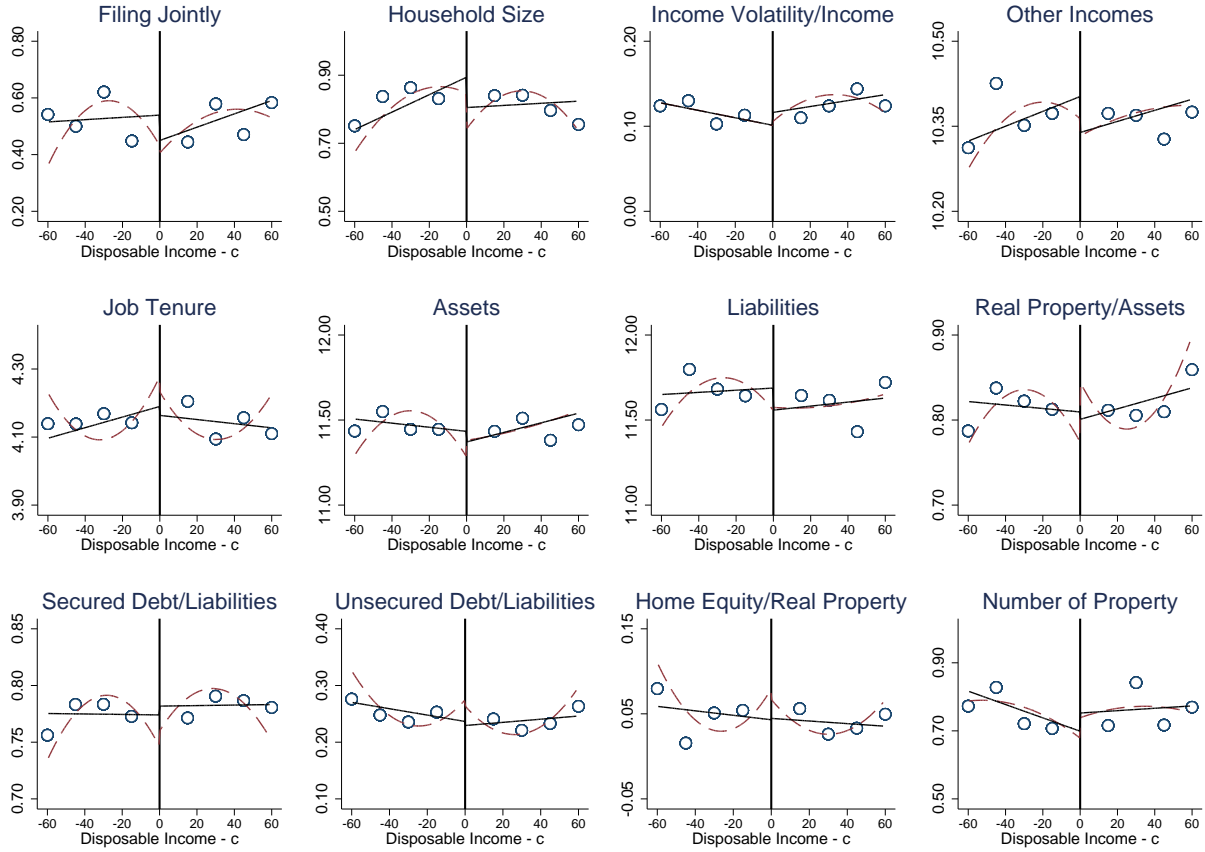 Filing Jointly
0.80
0.60
0.40
0.20
-60 -40 -20 0 20 40 60
Disposable Income - c
Household Size
0.90
0.70
0.50
-60 -40 -20 0 20 40 60
Disposable Income - c
Income Volatility/Income
0.20
0.10
0.00
-60 -40 -20 0 20 40 60
Disposable Income - c
Other Incomes
10.50
10.35
10.20
-60 -40 -20 0 20 40 60
Disposable Income - c
Job Tenure
4.30
4.10
3.90
-60 -40 -20 0 20 40 60
Disposable Income - c
Assets
12.00
11.50
11.00
-60 -40 -20 0 20 40 60
Disposable Income - c
Liabilities
12.00
11.50
11.00
-60 -40 -20 0 20 40 60
Disposable Income - c
Real Property/Assets
0.90
0.80
0.70
-60 -40 -20 0 20 40 60
Disposable Income - c
Secured Debt/Liabilities
0.85
0.80
0.75
0.70
-60 -40 -20 0 20 40 60
Disposable Income - c
Unsecured Debt/Liabilities
0.40
0.30
0.20
0.10
-60 -40 -20 0 20 40 60
Disposable Income - c
Home Equity/Real Property
0.15
0.05
-0.05
-60 -40 -20 0 20 40 60
Disposable Income - c
Number of Property
0.90
0.70
0.50
-60 -40 -20 0 20 40 60
Disposable Income - c